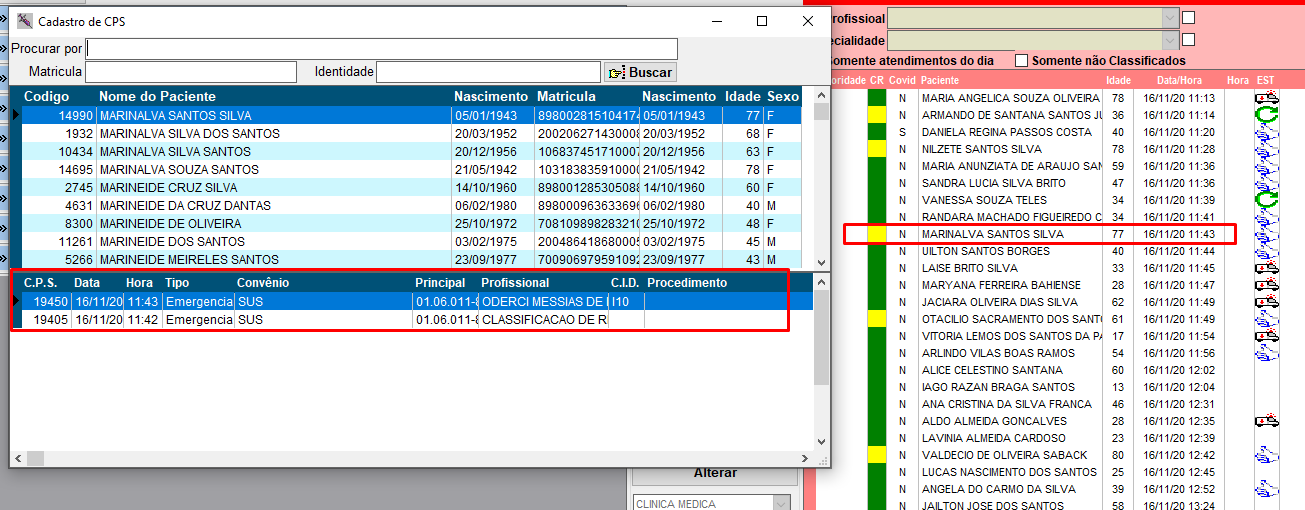 Cadastro de CPS
Procurar por
Matricula Identidade Buscar
Codigo Nome do Paciente Nascimento Matricula Nascimento Idade Sexo
14990 MARINALVA SANTOS SILVA 05/01/1943 898002815104174 05/01/1943 77 F
1932 MARINALVA SILVA DOS SANTOS 20/03/1952 200206271430008 20/03/1952 68 F
10434 MARINALVA SILVA SANTOS 20/12/1956 106837451710007 20/12/1956 63 F
14695 MARINALVA SOUZA SANTOS 21/05/1942 103183835910000 21/05/1942 78 F
2745 MARINEIDE CRUZ SILVA 14/10/1960 898001285305088 14/10/1960 60 F
4631 MARINEIDE DA CRUZ DANTAS 06/02/1980 898000963633696 06/02/1980 40 M
8300 MARINEIDE DE OLIVEIRA 25/10/1972 708109898283210 25/10/1972 48 F
11261 MARINEIDE DOS SANTOS 03/02/1975 200486418680005 03/02/1975 45 M
5266 MARINEIDE MEIRELES SANTOS 23/09/1977 700906979591092 23/09/1977 43 M
C.P.S. Data Hora Tipo Convênio Principal Profissional C.I.D. Procedimento
19450 16/11/20 11:43 Emergencia SUS 01.06.011-8 ODERCI MESSIAS DE I10
19405 16/11/20 11:42 Emergencia SUS 01.06.011-8 CLASSIFICACAO DE R
Alterar
CLINICA MEDICA
rofissioal
ecialidade
omente atendimentos do dia Somente não Classificados
oridade CR Covid Paciente Idade Data/Hora Hora EST
N MARIA ANGELICA SOUZA OLIVEIRA 78 16/11/20 11:13
N ARMANDO DE SANTANA SANTOS JU 36 16/11/20 11:14
S DANIELA REGINA PASSOS COSTA 40 16/11/20 11:20
N NILZETE SANTOS SILVA 78 16/11/20 11:28
N MARIA ANUNZIATA DE ARAUJO SAN 59 16/11/20 11:36
N SANDRA LUCIA SILVA BRITO 47 16/11/20 11:36
N VANESSA SOUZA TELES 34 16/11/20 11:39
N RANDARA MACHADO FIGUEIREDO C 34 16/11/20 11:41
N MARINALVA SANTOS SILVA 77 16/11/20 11:43
N UILTON SANTOS BORGES 40 16/11/20 11:44
N LAISE BRITO SILVA 33 16/11/20 11:45
N MARYANA FERREIRA BAHIENSE 28 16/11/20 11:47
N JACIARA OLIVEIRA DIAS SILVA 62 16/11/20 11:49
N OTACILIO SACRAMENTO DOS SANT 61 16/11/20 11:49
N VITORIA LEMOS DOS SANTOS DA PA 17 16/11/20 11:54
N ARLINDO VILAS BOAS RAMOS 54 16/11/20 11:56
N ALICE CELESTINO SANTANA 60 16/11/20 12:02
N IAGO RAZAN BRAGA SANTOS 13 16/11/20 12:04
N ANA CRISTINA DA SILVA FRANCA 46 16/11/20 12:31
N ALDO ALMEIDA GONCALVES 28 16/11/20 12:35
N LAVINIA ALMEIDA CARDOSO 23 16/11/20 12:39
N VALDECIO DE OLIVEIRA SABACK 80 16/11/20 12:42
N LUCAS NASCIMENTO DOS SANTOS 25 16/11/20 12:45
N ANGELA DO CARMO DA SILVA 39 16/11/20 12:52
N JAILTON JOSE DOS SANTOS 58 16/11/20 13:24